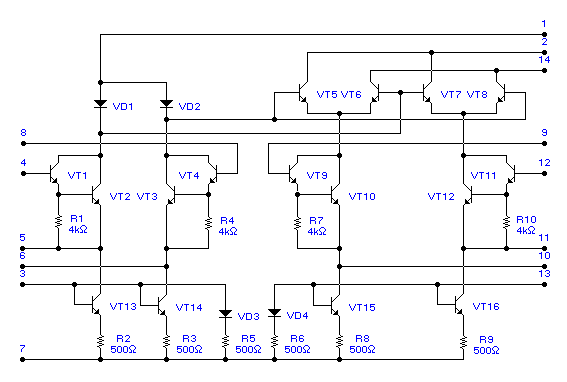 1
2
14
VT5 VT6
VT7 VT8
VD1
VD2
8
9
4
VT1
VT4
VT9
VT11
12
VT2 VT3
VT10
VT12
R1
4kΩ
R4
4kΩ
R7
4kΩ
R10
4kΩ
5
11
6
10
3
13
VT13
VT14
VD3
VD4
VT15
VT16
R2
500Ω
R3
500Ω
R5
500Ω
R6
500Ω
R8
500Ω
R9
500Ω
7